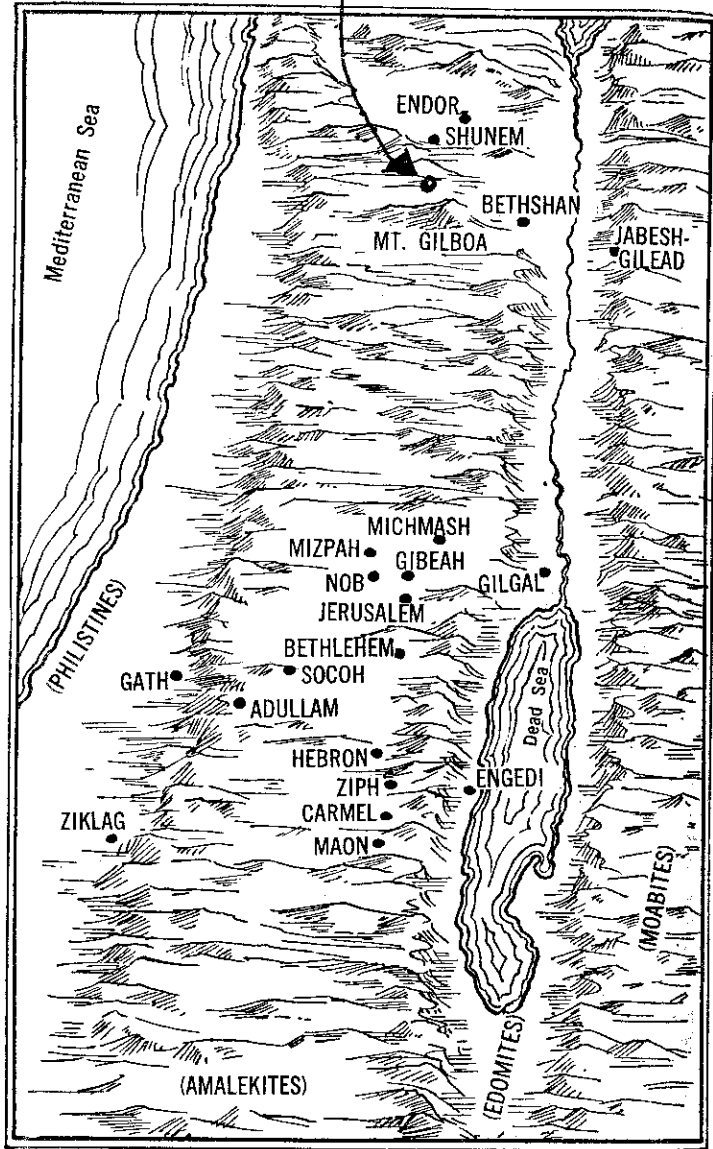 Mediterranean Sea
ENDOR
SHUNEM
BETHSHAN
MT. GILBOA
JABESH-
GILEAD
MICHMASH
MIZPAH
GIBEAH
NOB
GILGAL
JERUSALEM
(PHILISTINES)
BETHLEHEM
GATH
SOCOH
ADULLAM
Dead Sea
HEBRON
ZIPH
ENGEDI
CARMEL
ZIKLAG
MAON
(MOABITES)
(EDOMITES)
(AMALEKITES)